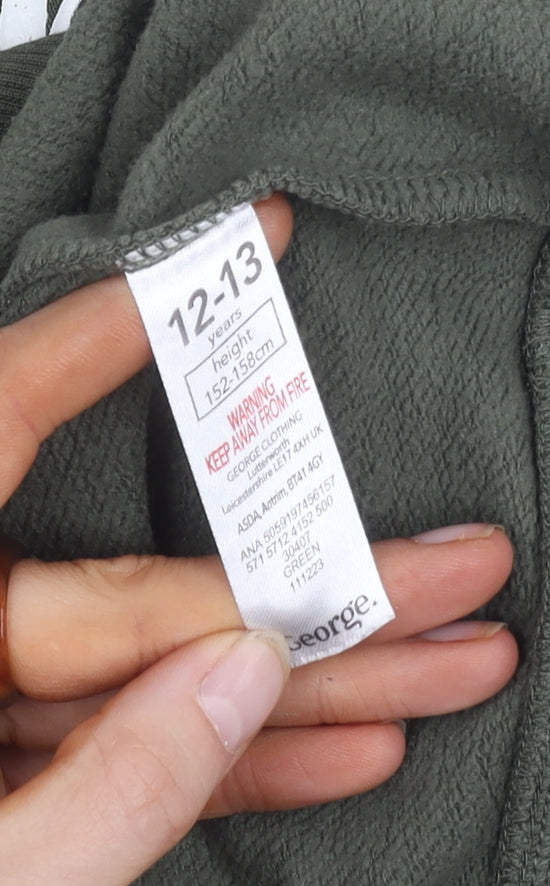 12-13
years
height
152-158cm
WARNING
KEEP AWAY FROM FIRE
GEORGE CLOTHING
Lutterworth
Leicestershire LE17 4XH UK
ASDA, Antrim, BT41 4GY
ANA 5059197456157
571 5712 4152 500
30407
GREEN
111223
George.